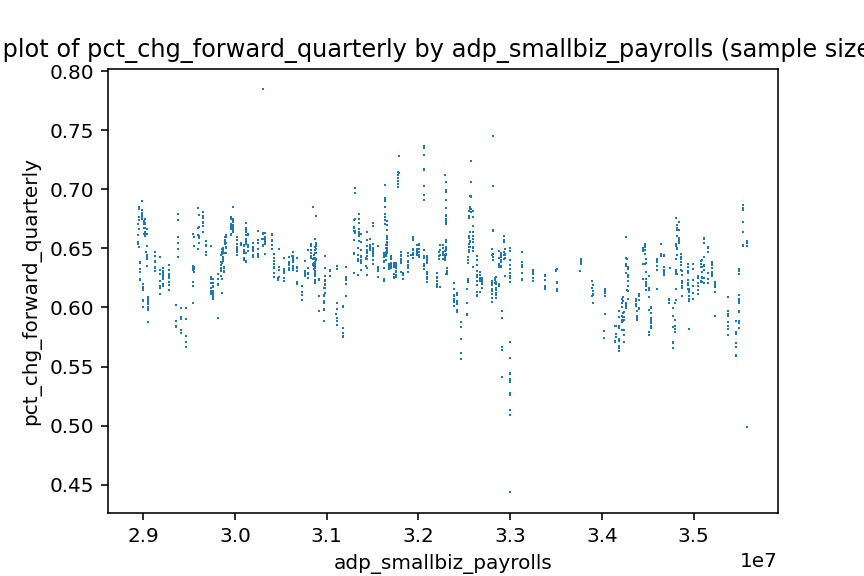 plot of pct_chg_forward_quarterly by adp_smallbiz_payrolls (sample size
0.80
0.75
0.70
0.65
0.60
0.55
0.50
0.45
pct_chg_forward_quarterly
2.9 3.0 3.1 3.2 3.3 3.4 3.5
1e7
adp_smallbiz_payrolls